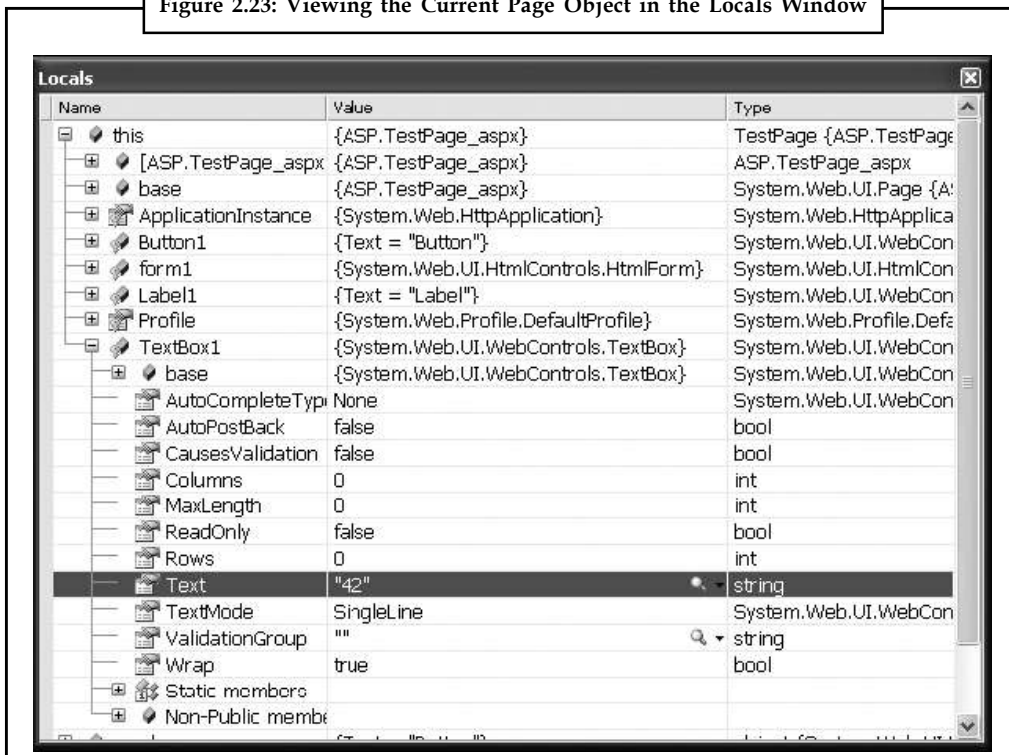 Figure 2.23: Viewing the Current Page Object in the Locals Window
Locals
Name Value Type
this {ASP.TestPage_aspx} TestPage {ASP.TestPage
[ASP.TestPage_aspx {ASP.TestPage_aspx} ASP.TestPage_aspx
base {ASP.TestPage_aspx} System.Web.UI.Page {A
ApplicationInstance {System.Web.HttpApplication} System.Web.HttpApplica
Button1 {Text = "Button"} System.Web.UI.WebCon
form1 {System.Web.UI.HtmlControls.HtmlForm} System.Web.UI.HtmlCon
Label1 {Text = "Label"} System.Web.UI.WebCon
Profile {System.Web.Profile.DefaultProfile} System.Web.Profile.Defa
TextBox1 {System.Web.UI.WebControls.TextBox} System.Web.UI.WebCon
base {System.Web.UI.WebControls.TextBox} System.Web.UI.WebCon
AutoCompleteTyp None System.Web.UI.WebCon
AutoPostBack false bool
CausesValidation false bool
Columns 0 int
MaxLength 0 int
ReadOnly false bool
Rows 0 int
Text "42" string
TextMode SingleLine System.Web.UI.WebCon
ValidationGroup "" string
Wrap true bool
Static members
Non-Public membe